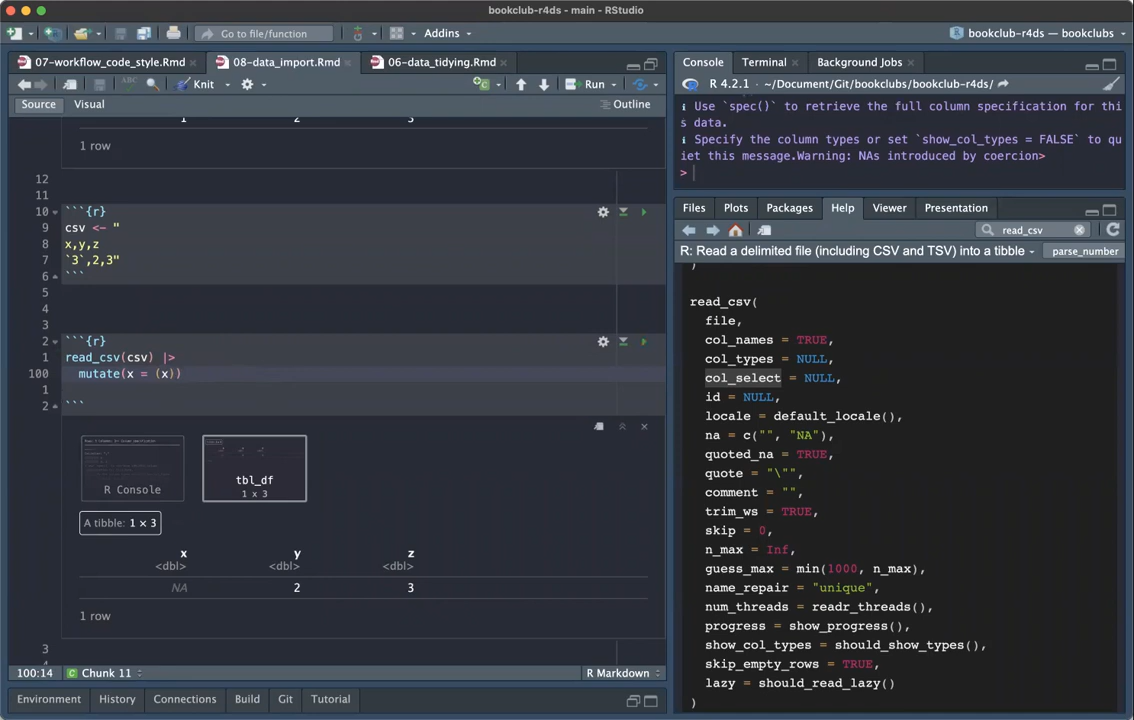 bookclub-r4ds - main - RStudio
Go to file/function
Addins
bookclub-r4ds — bookclubs
07-workflow_code_style.Rmd
08-data_import.Rmd
06-data_tidying.Rmd
Knit
Run
Source Visual
Outline
1 2 3
1 row
12
11
10 ```{r}
9 csv <- "
8 x,y,z
7 `3`,2,3"
6 ```
5
4
3
2 ```{r}
1 read_csv(csv) |>
100 mutate(x = (x))
1
2 ```
R Console
tbl_df
1 x 3
A tibble: 1 × 3
x y z
<dbl> <dbl> <dbl>
NA 2 3
1 row
3
4
100:14 C Chunk 11 R Markdown
Environment History Connections Build Git Tutorial
Console Terminal Background Jobs
R 4.2.1 · ~/Document/Git/bookclubs/bookclub-r4ds/
ℹ Use `spec()` to retrieve the full column specification for thi
s data.
ℹ Specify the column types or set `show_col_types = FALSE` to qu
iet this message.Warning: NAs introduced by coercion>
>
Files Plots Packages Help Viewer Presentation
read_csv
R: Read a delimited file (including CSV and TSV) into a tibble
parse_number
)
read_csv(
file,
col_names = TRUE,
col_types = NULL,
col_select = NULL,
id = NULL,
locale = default_locale(),
na = c("", "NA"),
quoted_na = TRUE,
quote = "\"",
comment = "",
trim_ws = TRUE,
skip = 0,
n_max = Inf,
guess_max = min(1000, n_max),
name_repair = "unique",
num_threads = readr_threads(),
progress = show_progress(),
show_col_types = should_show_types(),
skip_empty_rows = TRUE,
lazy = should_read_lazy()
)